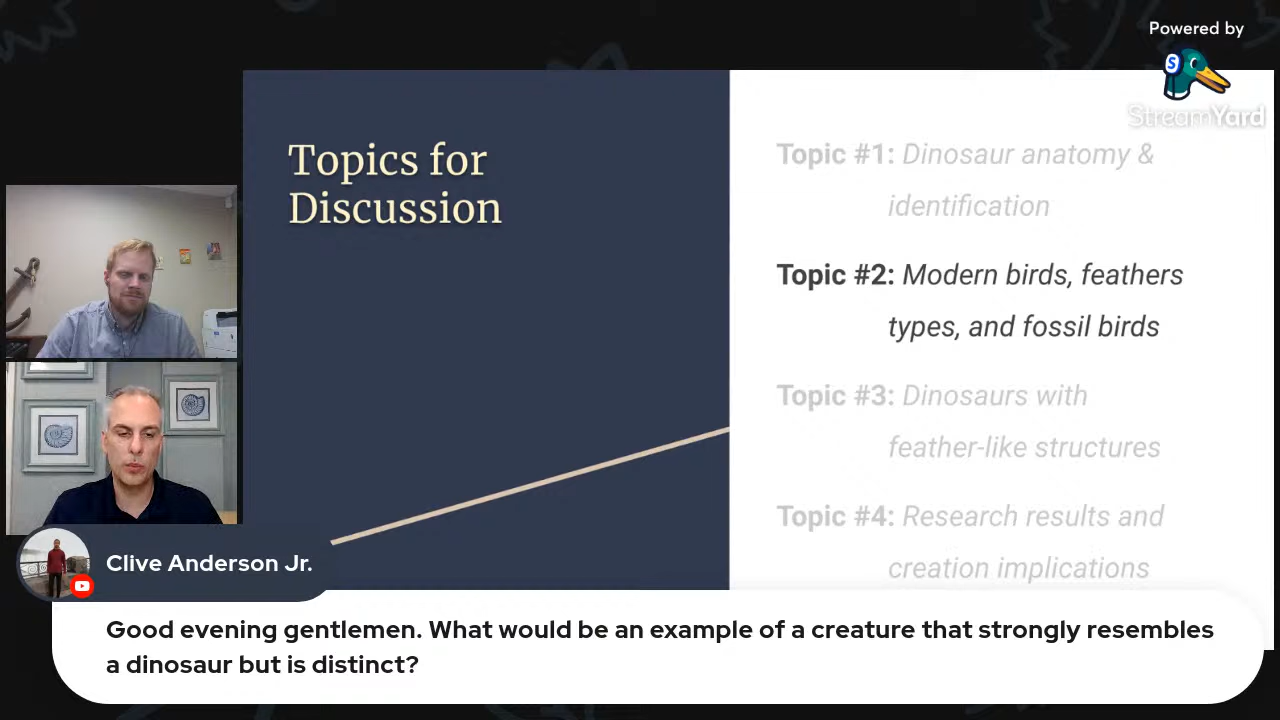 Powered by
StreamYard
Topics for
Discussion
Topic #1: Dinosaur anatomy &
identification
Topic #2: Modern birds, feathers
types, and fossil birds
Topic #3: Dinosaurs with
feather-like structures
Topic #4: Research results and
creation implications
Clive Anderson Jr.
Good evening gentlemen. What would be an example of a creature that strongly resembles
a dinosaur but is distinct?